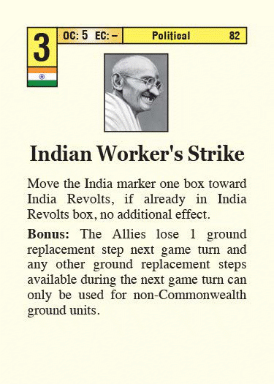 3 OC: 5 EC: – Political 82
Indian Worker's Strike
Move the India marker one box toward
India Revolts box, if already in India
Revolts box, no additional effect.
Bonus: The Allies lose 1 ground
replacement step next game turn and
any other ground replacement steps
available during the next game turn can
only be used for non-Commonwealth
ground units.